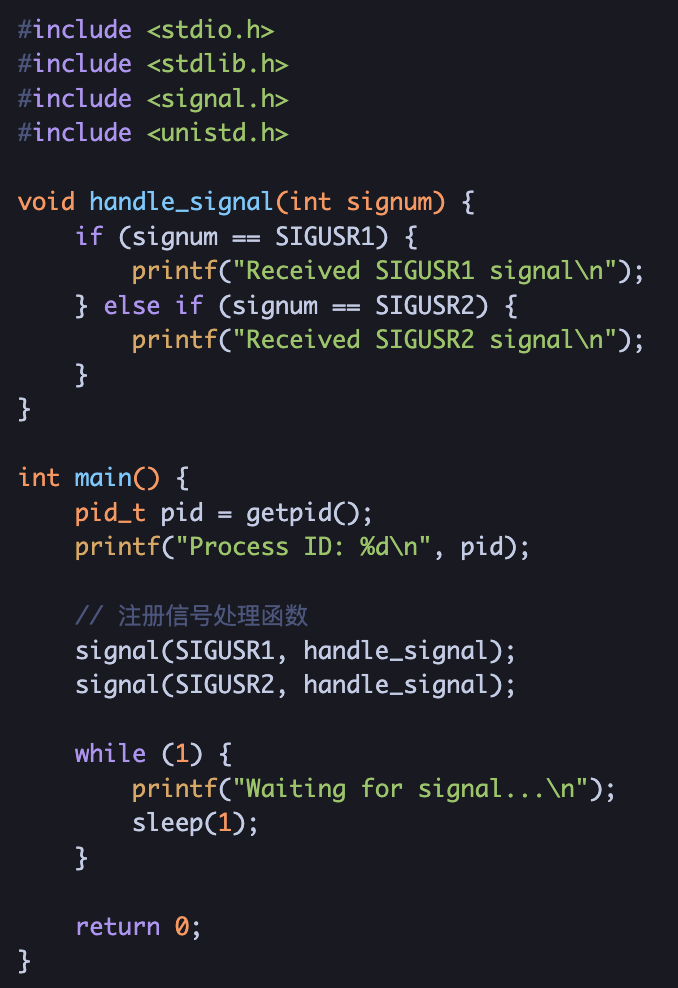 #include <stdio.h>
#include <stdlib.h>
#include <signal.h>
#include <unistd.h>

void handle_signal(int signum) {
    if (signum == SIGUSR1) {
        printf("Received SIGUSR1 signal\n");
    } else if (signum == SIGUSR2) {
        printf("Received SIGUSR2 signal\n");
    }
}

int main() {
    pid_t pid = getpid();
    printf("Process ID: %d\n", pid);

    // 注册信号处理函数
    signal(SIGUSR1, handle_signal);
    signal(SIGUSR2, handle_signal);

    while (1) {
        printf("Waiting for signal...\n");
        sleep(1);
    }

    return 0;
}